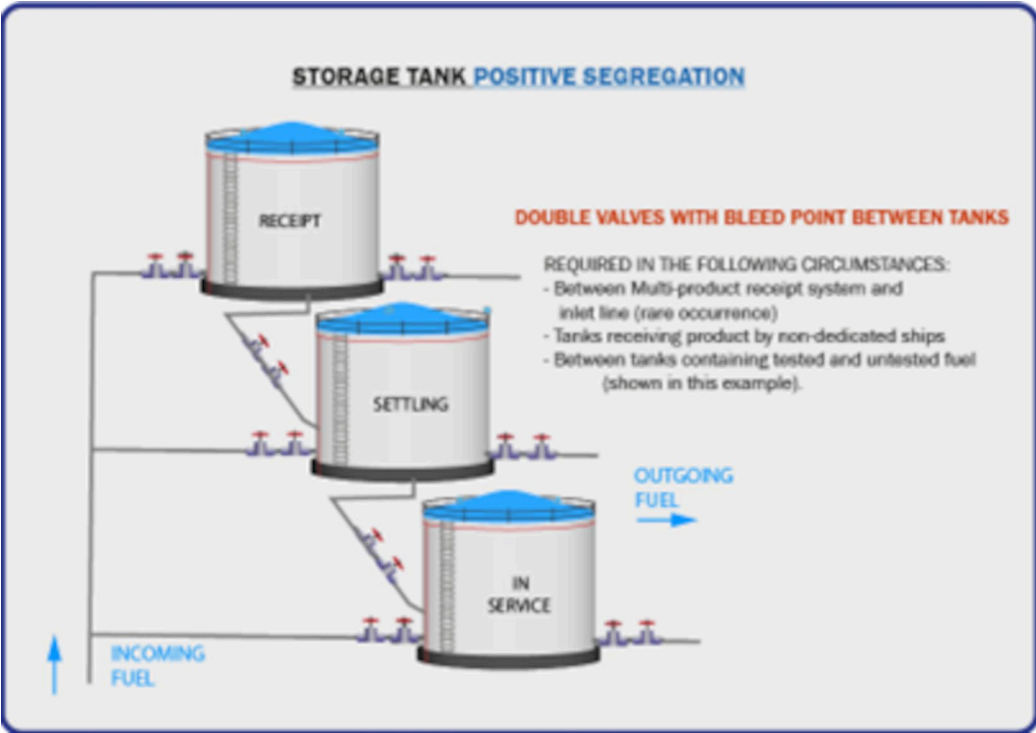 STORAGE TANK POSITIVE SEGREGATION
RECEIPT
DOUBLE VALVES WITH BLEED POINT BETWEEN TANKS
REQUIRED IN THE FOLLOWING CIRCUMSTANCES:
- Between Multi-product receipt system and
inlet line (rare occurrence)
- Tanks receiving product by non-dedicated ships
- Between tanks containing tested and untested fuel
(shown in this example).
SETTLING
OUTGOING
FUEL
IN
SERVICE
INCOMING
FUEL